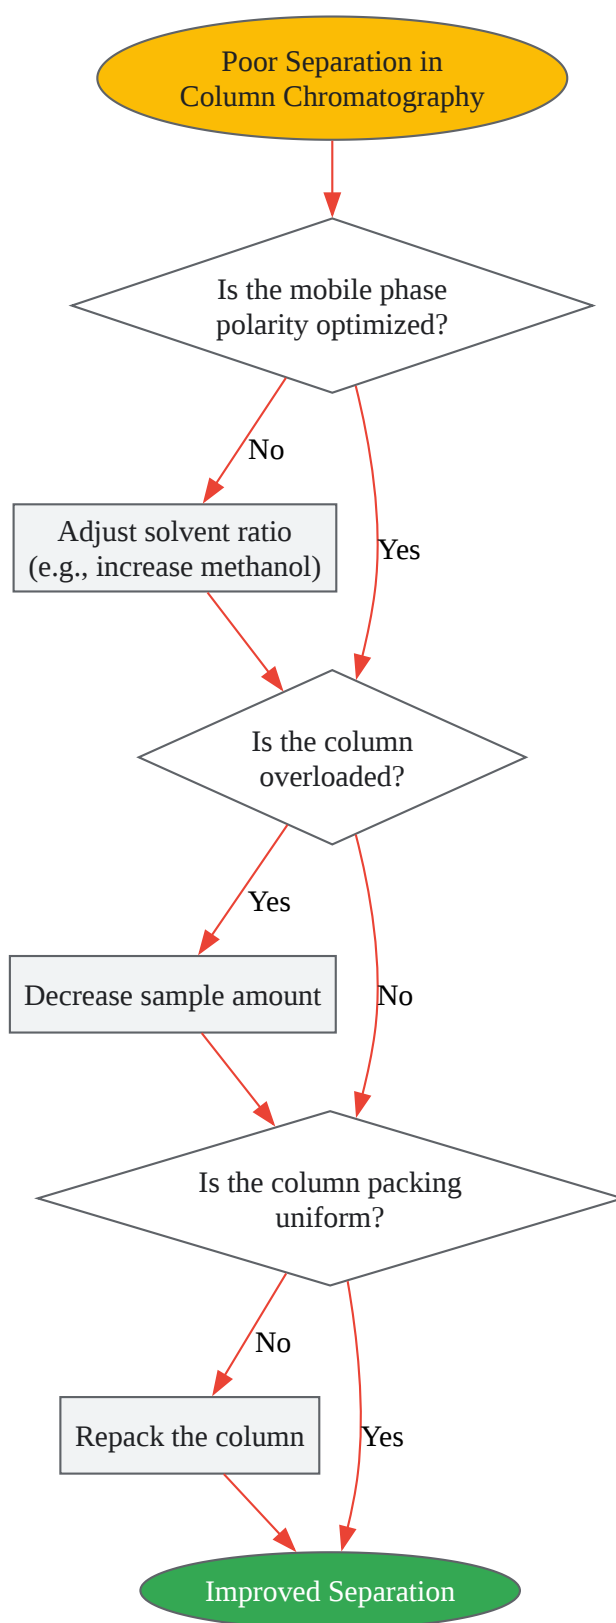 Poor Separation in
Column Chromatography
Is the mobile phase
polarity optimized?
No
Adjust solvent ratio
(e.g., increase methanol)
Yes
Is the column
overloaded?
Yes
Decrease sample amount
No
Is the column packing
uniform?
No
Repack the column
Yes
Improved Separation